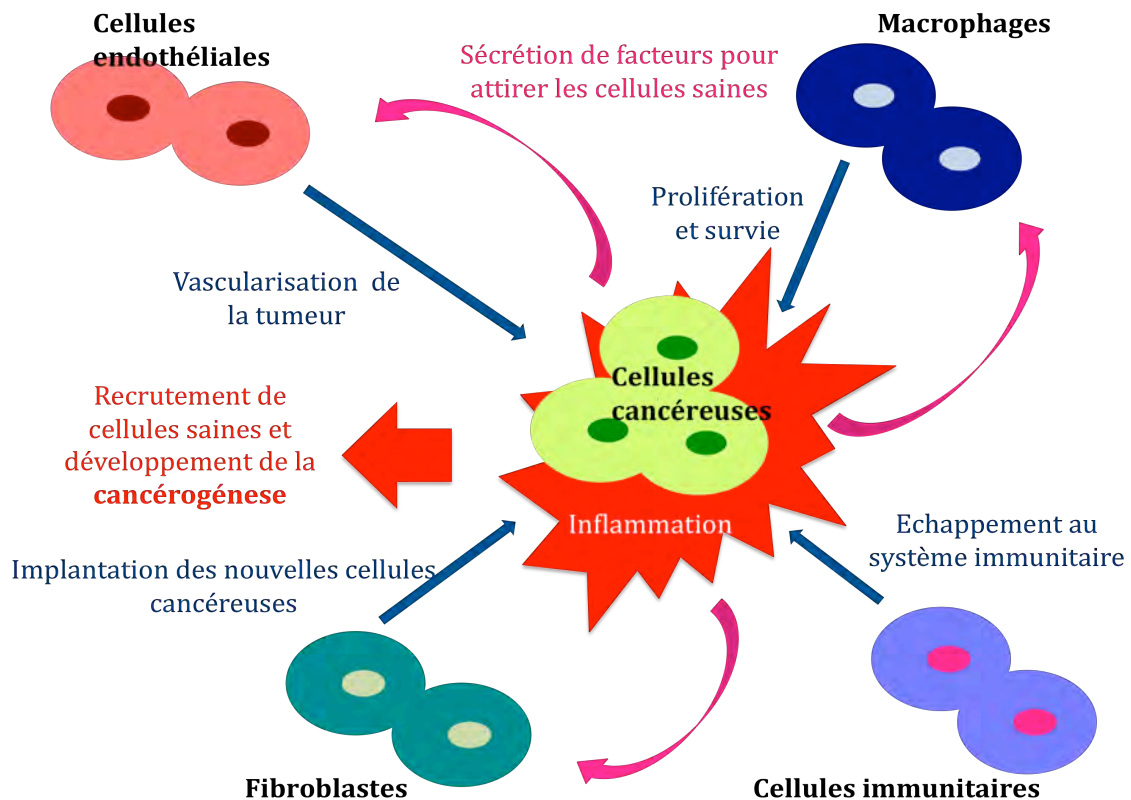 Cellules
endothéliales
Sécrétion de facteurs pour
attirer les cellules saines
Macrophages
Prolifération
et survie
Vascularisation de
la tumeur
Cellules
cancéreuses
Recrutement de
cellules saines et
développement de la
cancérogénese
Inflammation
Echappement au
système immunitaire
Implantation des nouvelles cellules
cancéreuses
Fibroblastes
Cellules immunitaires